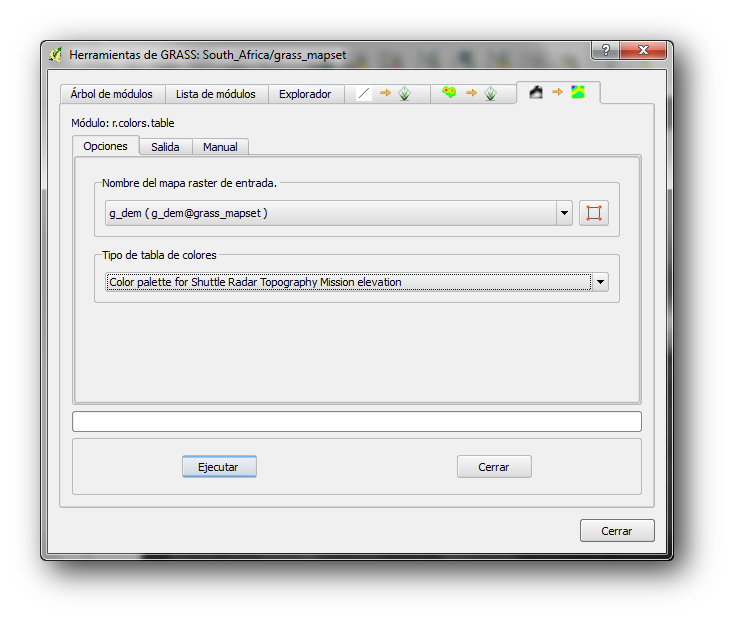 Herramientas de GRASS: South_Africa/grass_mapset
?
Árbol de módulos Lista de módulos Explorador
Módulo: r.colors.table
Opciones Salida Manual
Nombre del mapa raster de entrada.
g_dem ( g_dem@grass_mapset )
Tipo de tabla de colores
Color palette for Shuttle Radar Topography Mission elevation
Ejecutar Cerrar
Cerrar